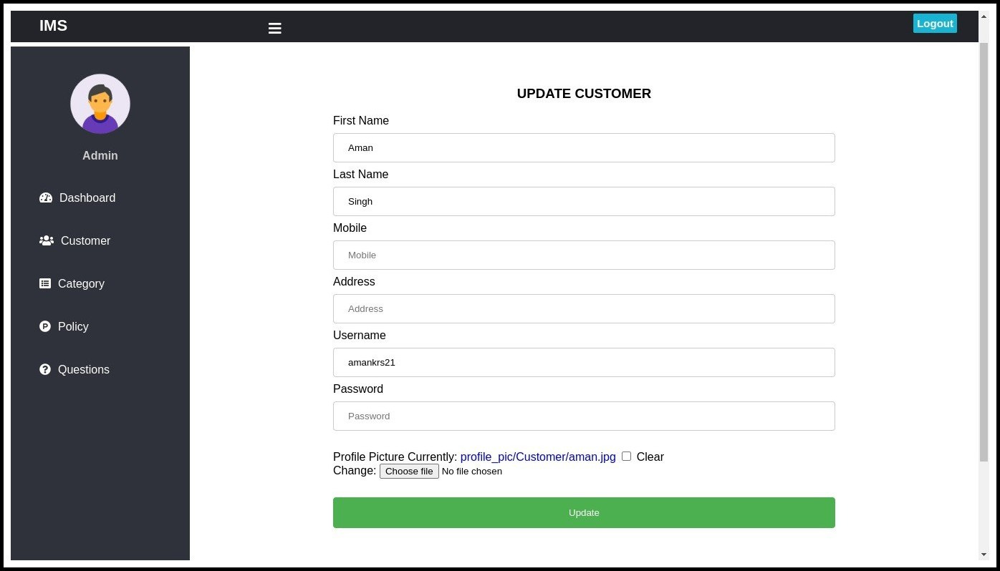 IMS
Logout
Admin
Dashboard
Customer
Category
Policy
Questions
UPDATE CUSTOMER
First Name
Aman
Last Name
Singh
Mobile
Mobile
Address
Address
Username
amankrs21
Password
Password
Profile Picture Currently: profile_pic/Customer/aman.jpg Clear
Change: Choose file No file chosen
Update